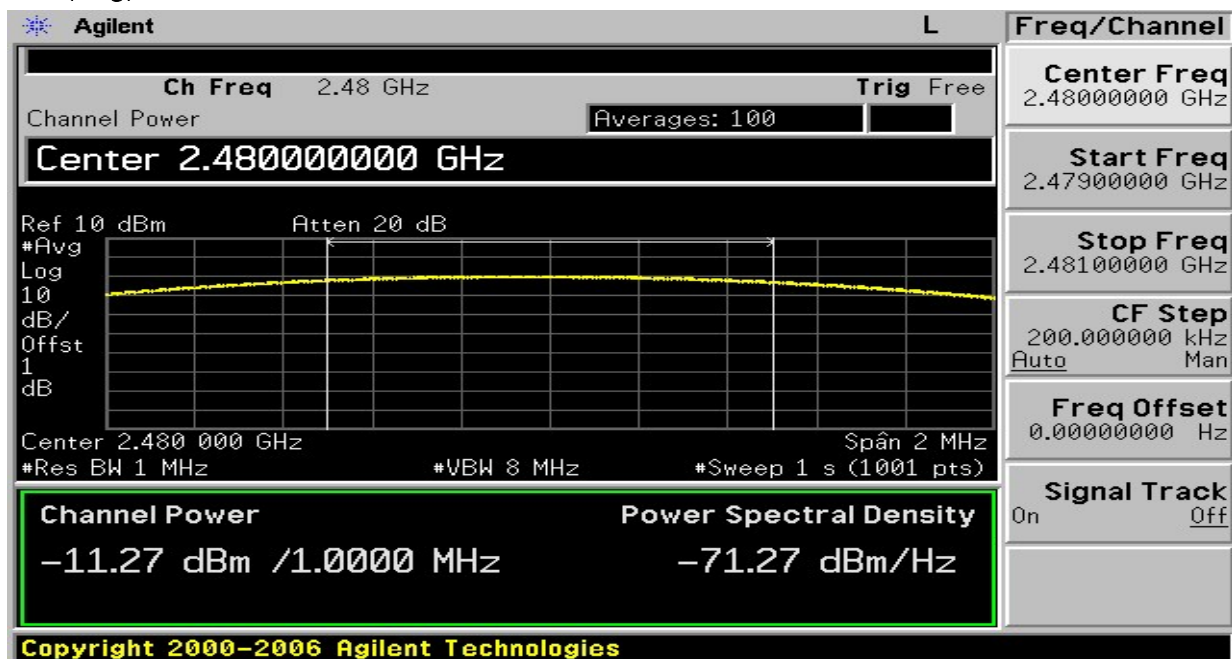 Agilent L
Ch Freq 2.48 GHz Trig Free
Channel Power Averages: 100
Center 2.480000000 GHz
Ref 10 dBm Atten 20 dB
#Avg
Log
10
dB/
Offst
1
dB
Center 2.480 000 GHz Spân 2 MHz
#Res BW 1 MHz #VBW 8 MHz #Sweep 1 s (1001 pts)
Channel Power Power Spectral Density
-11.27 dBm /1.0000 MHz -71.27 dBm/Hz
Copyright 2000-2006 Agilent Technologies
Freq/Channel
Center Freq
2.48000000 GHz
Start Freq
2.47900000 GHz
Stop Freq
2.48100000 GHz
CF Step
200.000000 kHz
Auto Man
Freq Offset
0.00000000 Hz
Signal Track
On Off